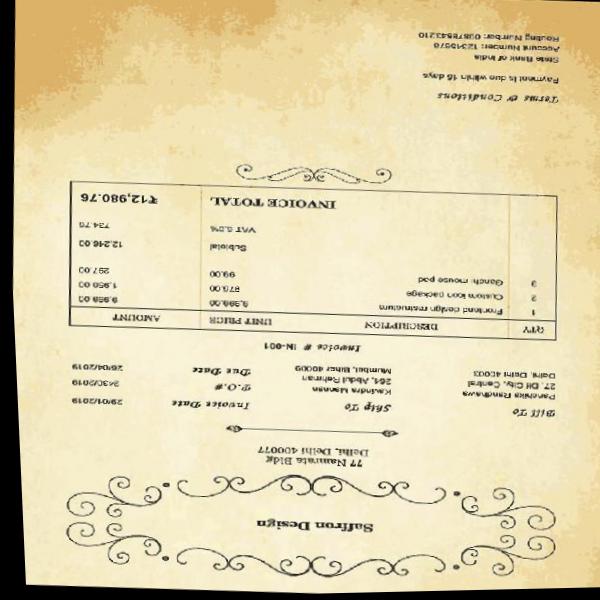 Saffron Design
77 Namrata Bldg
Delhi, Delhi 400077
Bill To Ship To Invoice Date 29/01/2019
Panchika Randhawa Kavindra Mannan P.O.# 2430/2019
27, Dlf City, Central 264, Abdul Rehman Due Date 26/04/2019
Delhi, Delhi 40003 Mumbai, Bihar 40009
Invoice # IN-001
QTY DESCRIPTION UNIT PRICE AMOUNT
1 Frontend design restructure 9,999.00 9,999.00
2 Custom icon package 975.00 1,950.00
3 Gandh mouse pad 99.00 297.00
Subtotal 12,246.00
VAT 6.0% 734.76
INVOICE TOTAL ₹12,980.76
Terms & Conditions
Payment is due within 15 days
State Bank of India
Account Number: 12345678
Routing Number: 09876543210